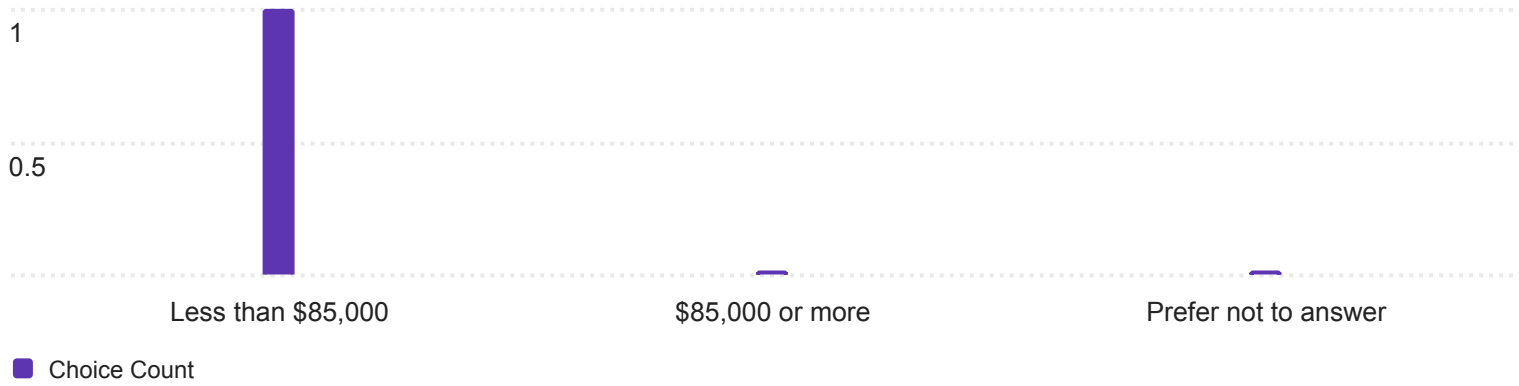 1
0.5
Less than $85,000
$85,000 or more
Prefer not to answer
Choice Count